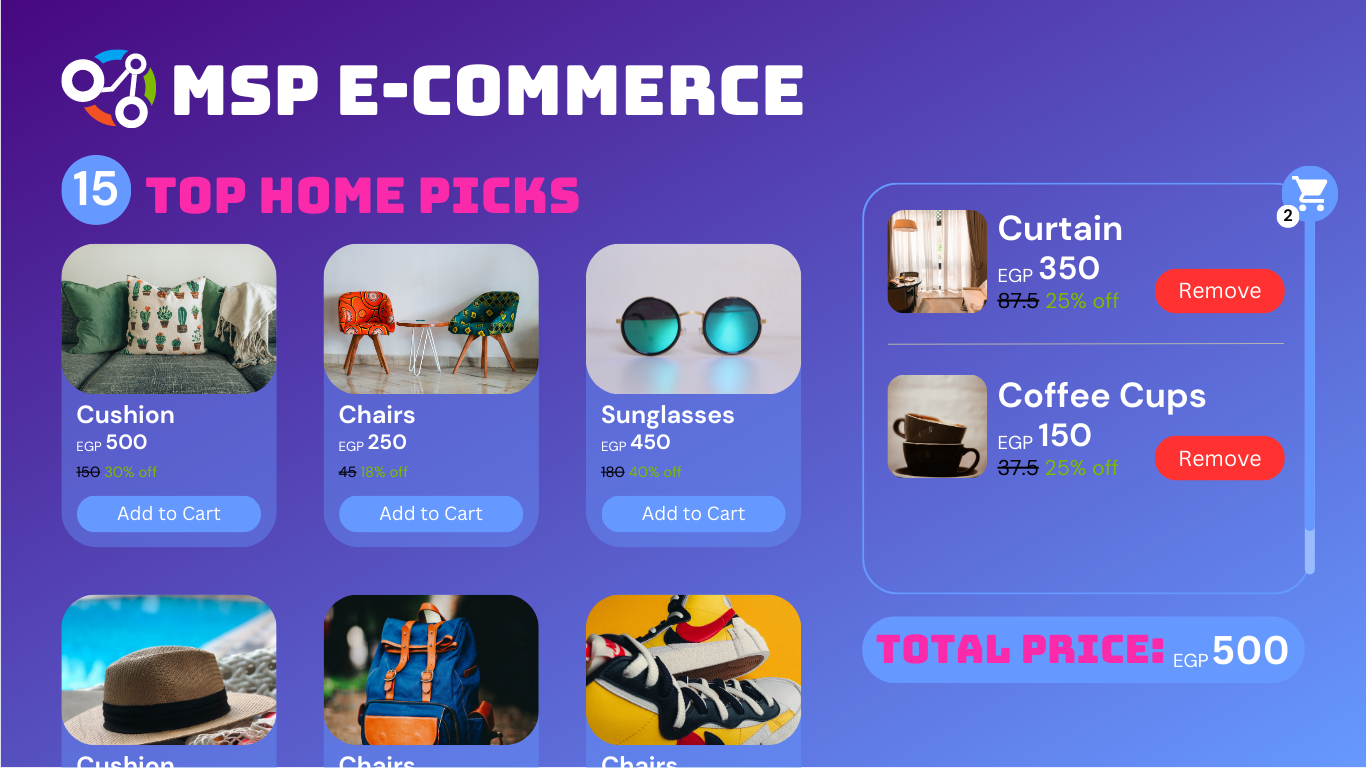 MSP E-COMMERCE
15 TOP HOME PICKS
Cushion
EGP 500
150 30% off
Add to Cart
Chairs
EGP 250
45 18% off
Add to Cart
Sunglasses
EGP 450
180 40% off
Add to Cart
Cushion
Chairs
Chairs
2
Curtain
EGP 350
87.5 25% off
Remove
Coffee Cups
EGP 150
37.5 25% off
Remove
TOTAL PRICE: EGP 500